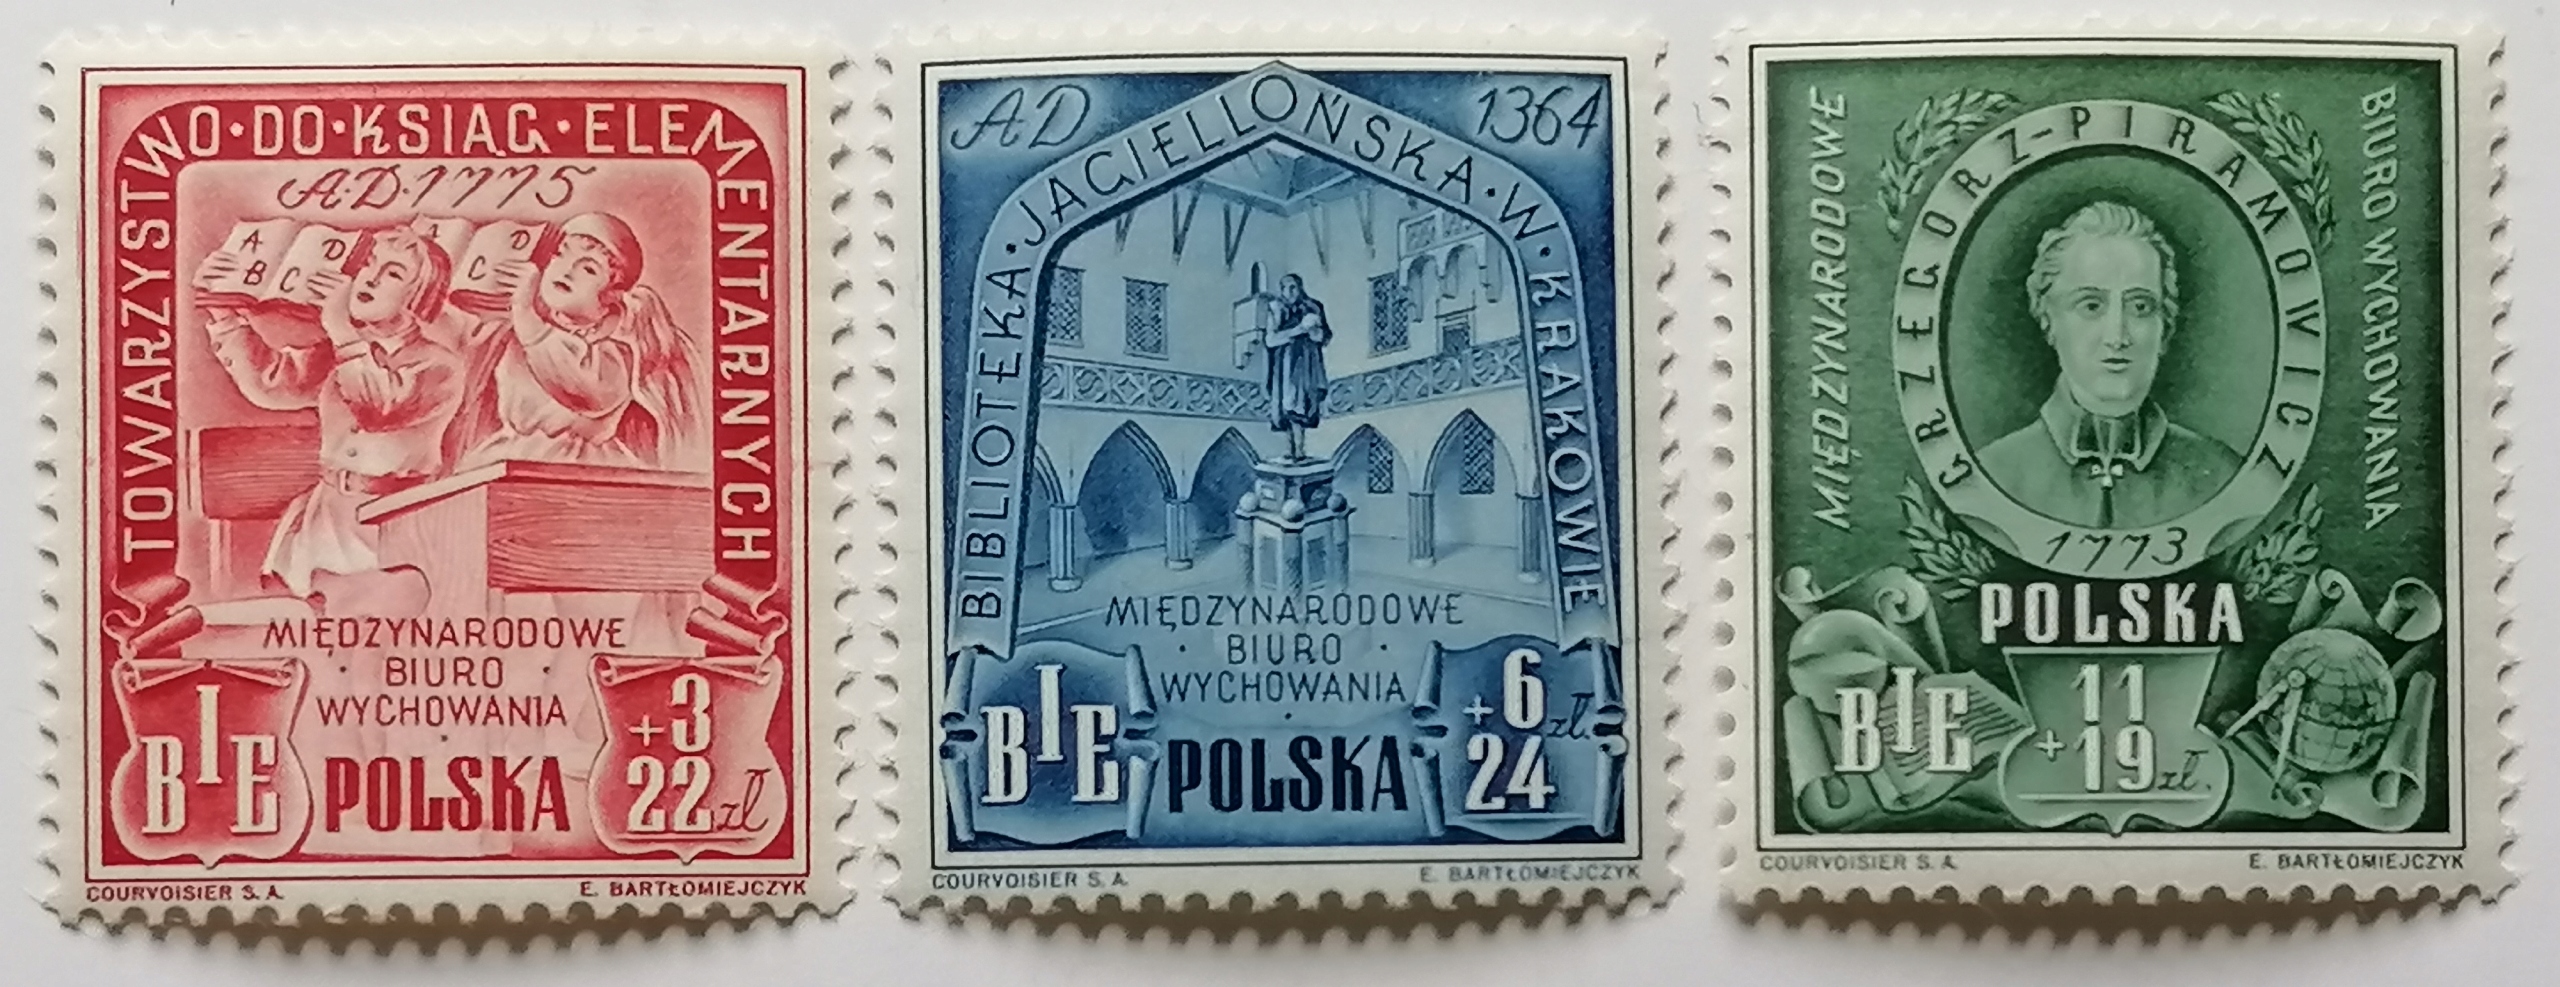 TOWARZYSTWO·DO·KSIĄG·ELEMENTARNYCH
A·D·1775
A B C D
A C D
MIĘDZYNARODOWE
· BIURO ·
WYCHOWANIA
BIE
POLSKA
+3
22 zł
COURVOISIER S. A. E. BARTŁOMIEJCZYK
AD 1364
BIBLIOTEKA·JAGIELLOŃSKA·W·KRAKOWIE
MIĘDZYNARODOWE
· BIURO ·
WYCHOWANIA
BIE
POLSKA
+6 zł.
24
COURVOISIER S. A. E. BARTŁOMIEJCZYK
MIĘDZYNARODOWE
GRZEGORZ-PIRAMOWICZ
BIURO WYCHOWANIA
1773
POLSKA
BIE
11
+19 zł.
COURVOISIER S. A. E. BARTŁOMIEJCZYK